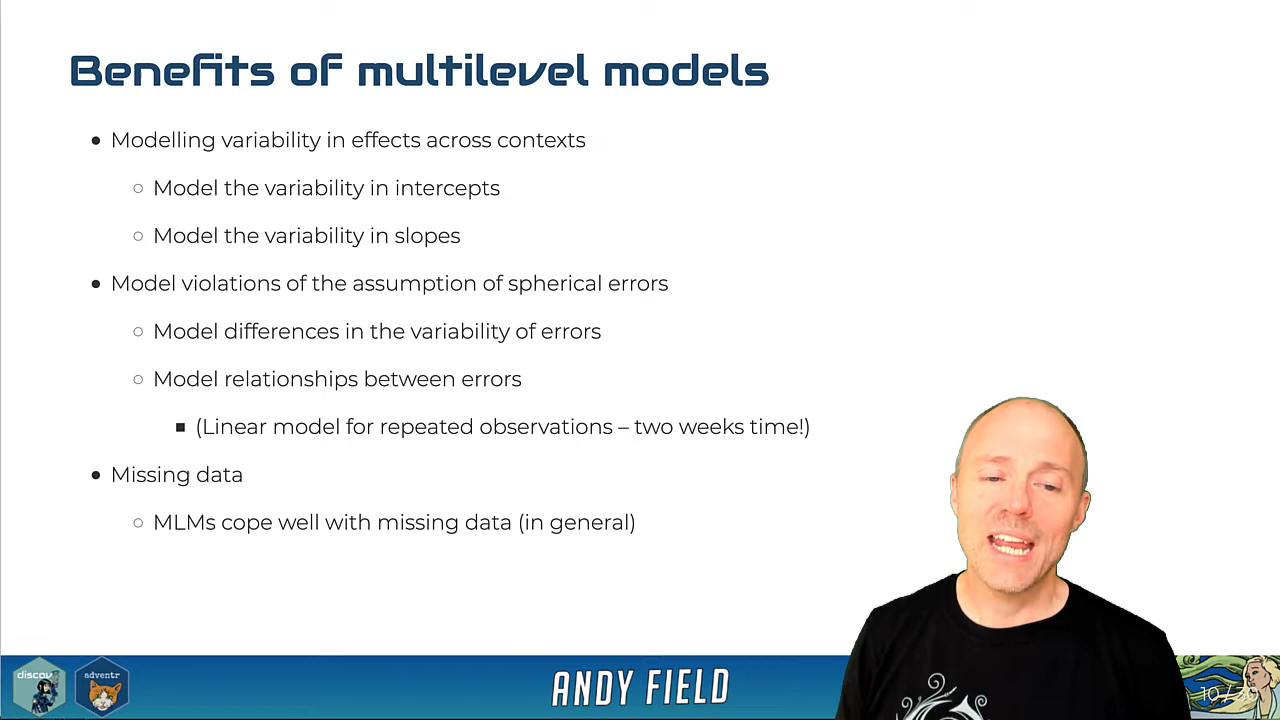 Benefits of multilevel models
• Modelling variability in effects across contexts
○ Model the variability in intercepts
○ Model the variability in slopes
• Model violations of the assumption of spherical errors
○ Model differences in the variability of errors
○ Model relationships between errors
■ (Linear model for repeated observations – two weeks time!)
• Missing data
○ MLMs cope well with missing data (in general)
discov
adventr
ANDY FIELD
10 /